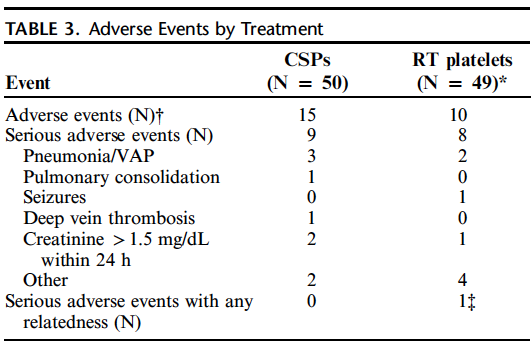 TABLE 3. Adverse Events by Treatment
CSPs RT platelets
Event (N = 50) (N = 49)*
Adverse events (N)† 15 10
Serious adverse events (N) 9 8
Pneumonia/VAP 3 2
Pulmonary consolidation 1 0
Seizures 0 1
Deep vein thrombosis 1 0
Creatinine >1.5 mg/dL 2 1
within 24 h
Other 2 4
Serious adverse events with any 0 1‡
relatedness (N)